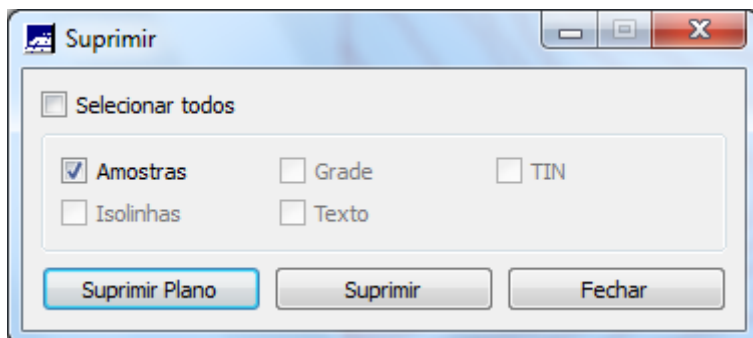 Suprimir
Selecionar todos
Amostras Grade TIN
Isolinhas Texto
Suprimir Plano Suprimir Fechar